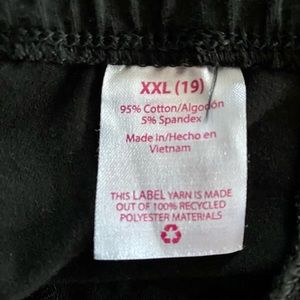 XXL (19)
95% Cotton/Algodón
5% Spandex
Made in/Hecho en
Vietnam
THIS LABEL YARN IS MADE
OUT OF 100% RECYCLED
POLYESTER MATERIALS